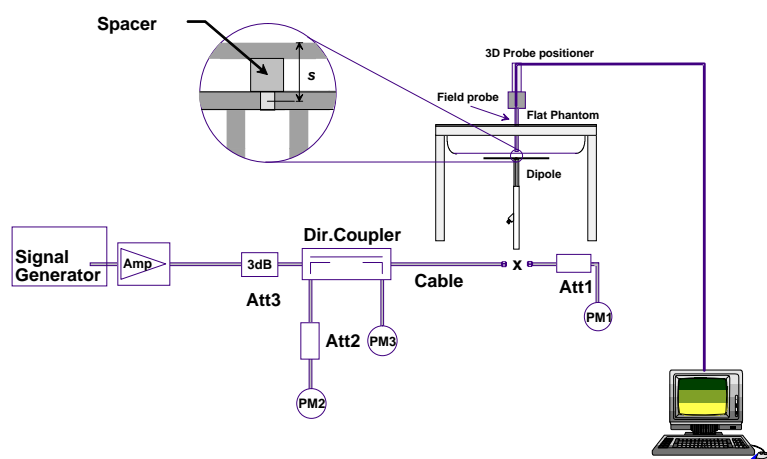 Spacer
s
3D Probe positioner
Field probe
Flat Phantom
Dipole
Signal
Generator
Amp
3dB
Att3
Dir.Coupler
Cable
x
Att1
PM1
Att2
PM3
PM2